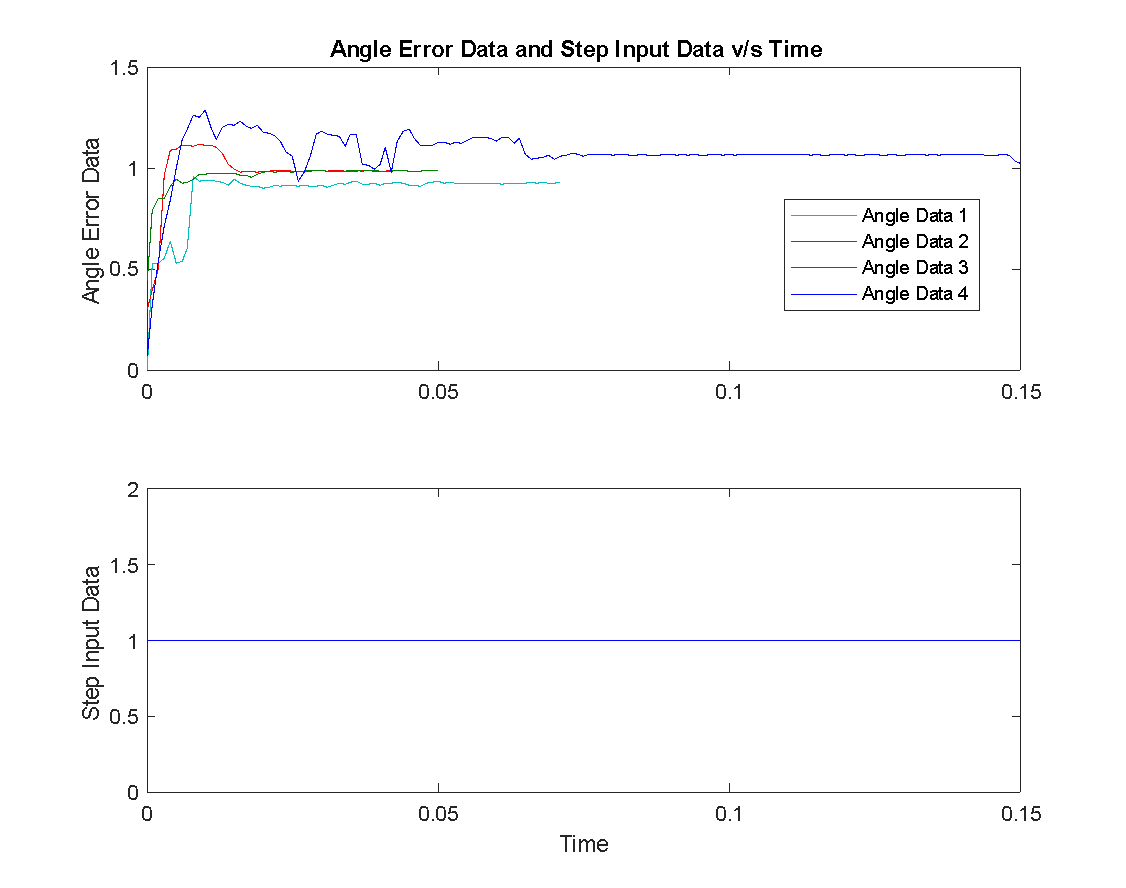 Angle Error Data and Step Input Data v/s Time
1.5
1
0.5
0
Angle Error Data
0
0.05
0.1
0.15
Angle Data 1
Angle Data 2
Angle Data 3
Angle Data 4
2
1.5
1
0.5
0
Step Input Data
0
0.05
0.1
0.15
Time